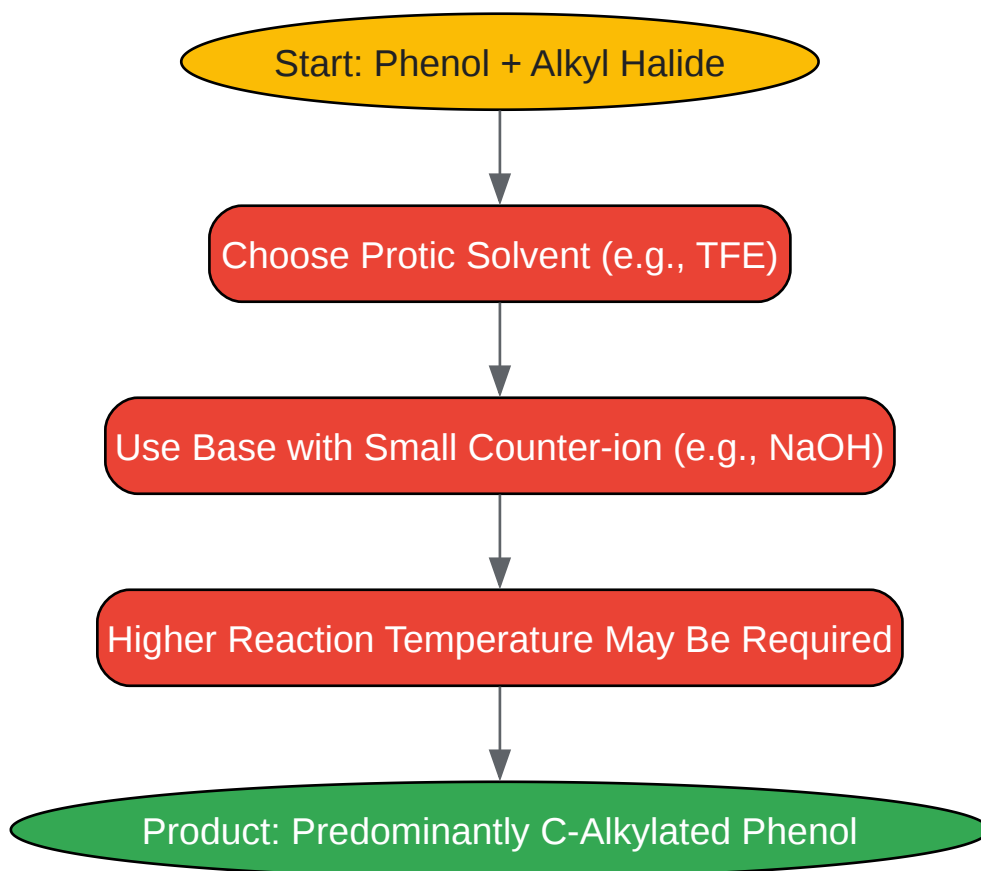 Start: Phenol + Alkyl Halide
Choose Protic Solvent (e.g., TFE)
Use Base with Small Counter-ion (e.g., NaOH)
Higher Reaction Temperature May Be Required
Product: Predominantly C-Alkylated Phenol